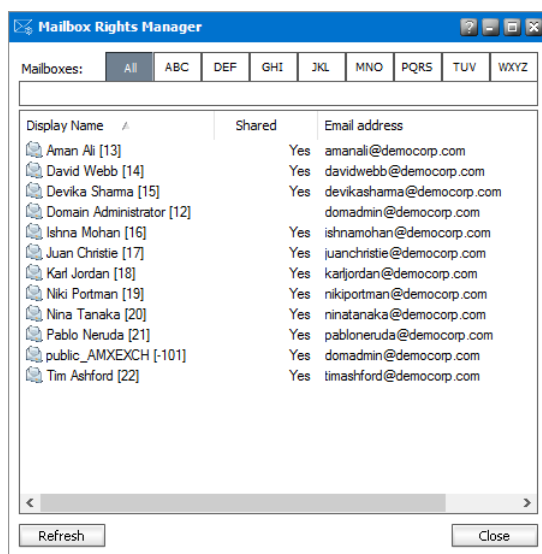 Mailbox Rights Manager
Mailboxes: All ABC DEF GHI JKL MNO PQRS TUV WXYZ
Display Name Shared Email address
Aman Ali [13] Yes amanali@democorp.com
David Webb [14] Yes davidwebb@democorp.com
Devika Sharma [15] Yes devikasharma@democorp.com
Domain Administrator [12] domadmin@democorp.com
Ishna Mohan [16] Yes ishnamohan@democorp.com
Juan Christie [17] Yes juanchristie@democorp.com
Karl Jordan [18] Yes karljordan@democorp.com
Niki Portman [19] Yes nikiportman@democorp.com
Nina Tanaka [20] Yes ninatanaka@democorp.com
Pablo Neruda [21] Yes pabloneruda@democorp.com
public_AMXEXCH [-101] Yes domadmin@democorp.com
Tim Ashford [22] Yes timashford@democorp.com
Refresh Close